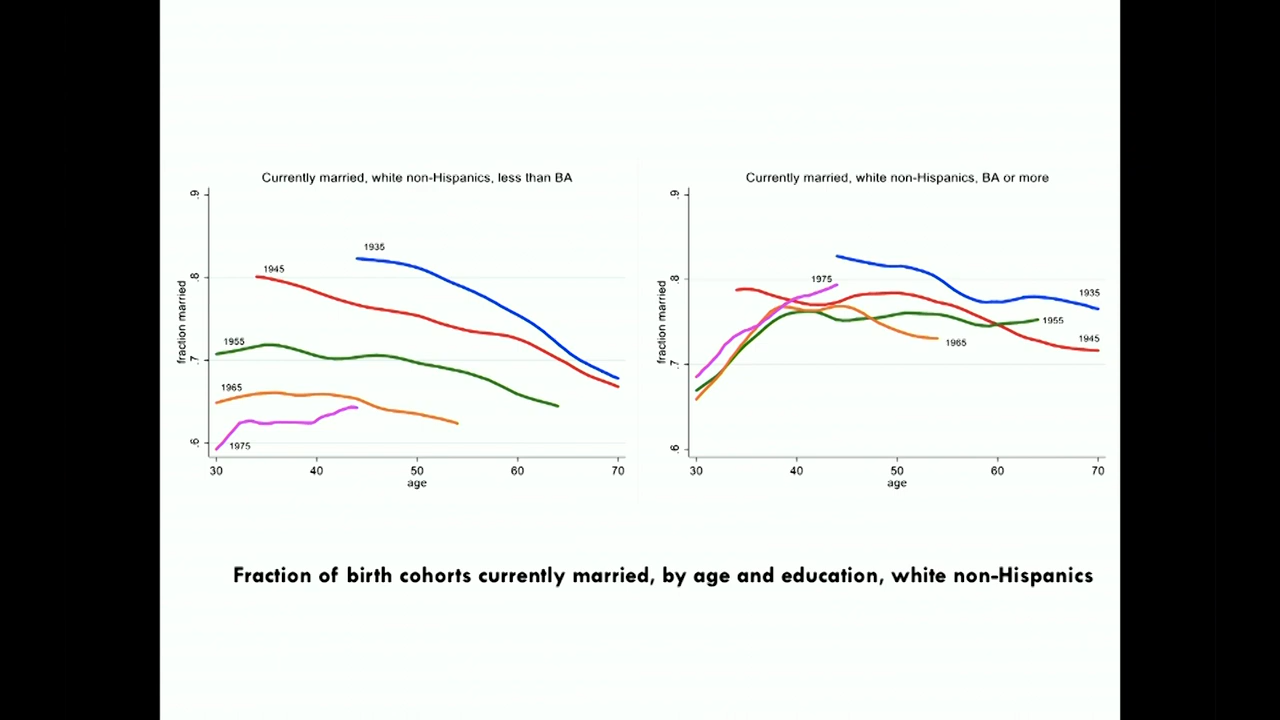 Currently married, white non-Hispanics, less than BA
.9
.8
.7
.6
fraction married
1935
1945
1955
1965
1975
30 40 50 60 70
age
Currently married, white non-Hispanics, BA or more
.9
.8
.7
.6
fraction married
1975
1935
1955
1945
1965
30 40 50 60 70
age
Fraction of birth cohorts currently married, by age and education, white non-Hispanics